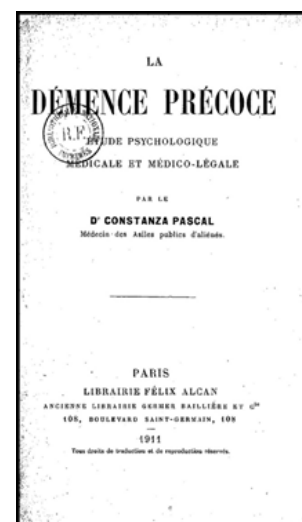 LA
DÉMENCE PRÉCOCE
ÉTUDE PSYCHOLOGIQUE
MÉDICALE ET MÉDICO-LÉGALE
PAR LE
Dr CONSTANZA PASCAL
Médecin des Asiles publics d'aliénés.
R.F.
PARIS
LIBRAIRIE FÉLIX ALCAN
ANCIENNE LIBRAIRIE GERMER BAILLIÈRE ET Cie
108, BOULEVARD SAINT-GERMAIN, 108
1911
Tous droits de traduction et de reproduction réservés.